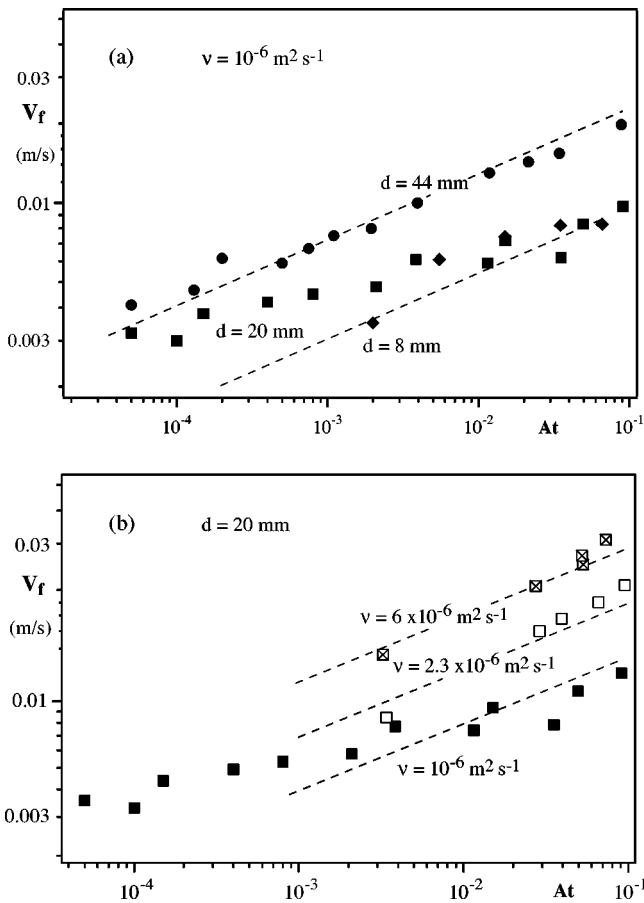 (a) ν = 10⁻⁶ m² s⁻¹
0.03
V_f
(m/s)
d = 44 mm
0.01
d = 20 mm
0.003
d = 8 mm
10⁻⁴ 10⁻³ 10⁻² At 10⁻¹
(b) d = 20 mm
0.03
V_f
(m/s)
ν = 6 x10⁻⁶ m² s⁻¹
ν = 2.3 x10⁻⁶ m² s⁻¹
0.01
ν = 10⁻⁶ m² s⁻¹
0.003
10⁻⁴ 10⁻³ 10⁻² At 10⁻¹